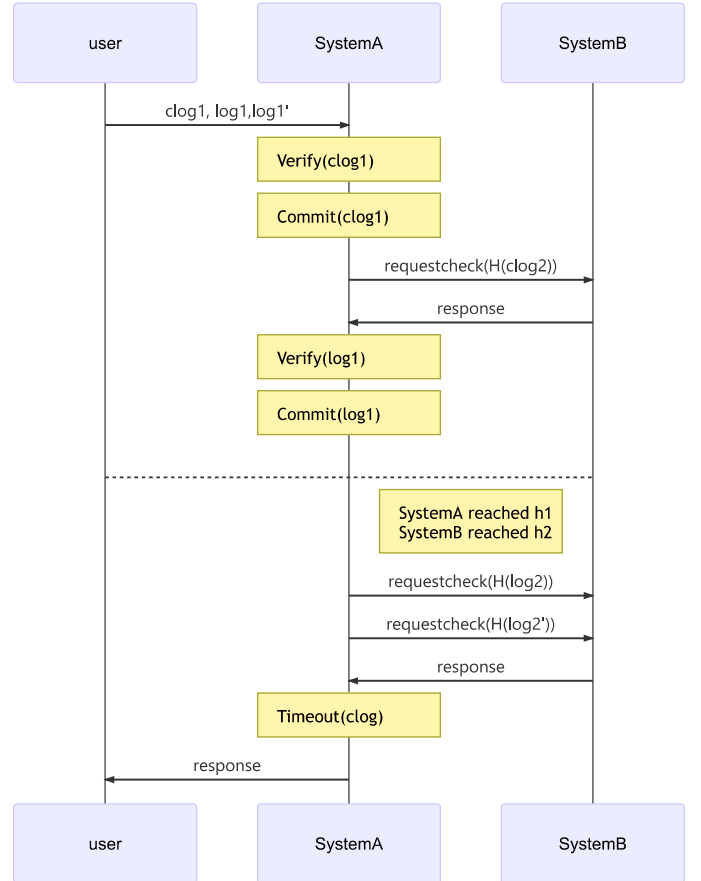 user
SystemA
SystemB
clog1, log1,log1'
Verify(clog1)
Commit(clog1)
requestcheck(H(clog2))
response
Verify(log1)
Commit(log1)
SystemA reached h1
SystemB reached h2
requestcheck(H(log2))
requestcheck(H(log2'))
response
Timeout(clog)
response
user
SystemA
SystemB